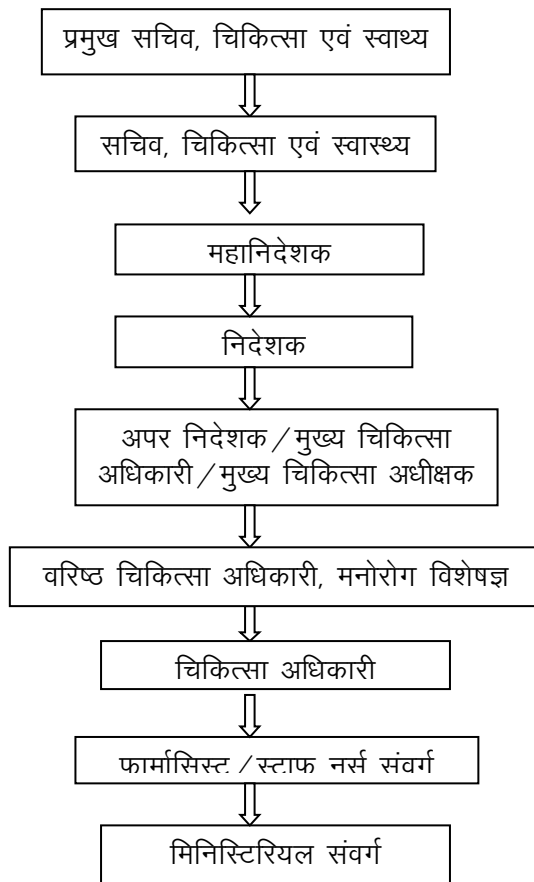 प्रमुख सचिव, चिकित्सा एवं स्वाथ्य
सचिव, चिकित्सा एवं स्वास्थ्य
महानिदेशक
निदेशक
अपर निदेशक/मुख्य चिकित्सा
अधिकारी/मुख्य चिकित्सा अधीक्षक
वरिष्ठ चिकित्सा अधिकारी, मनोरोग विशेषज्ञ
चिकित्सा अधिकारी
फार्मासिस्ट/स्टाफ नर्स संवर्ग
मिनिस्टिरियल संवर्ग